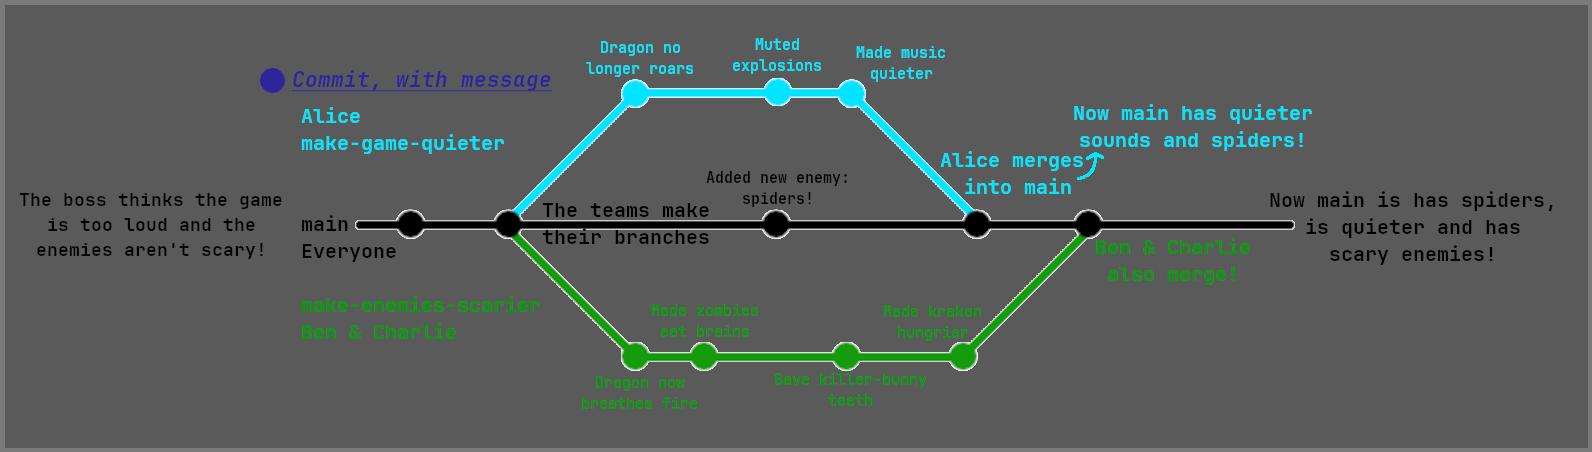 Dragon no
longer roars
Muted
explosions
Made music
quieter
Commit, with message
Alice
make-game-quieter
Now main has quieter
sounds and spiders!
Alice merges
into main
The boss thinks the game
is too loud and the
enemies aren't scary!
main
Everyone
The teams make
their branches
Added new enemy:
spiders!
Now main is has spiders,
is quieter and has
scary enemies!
Ben & Charlie
also merge!
make-enemies-scarier
Ben & Charlie
Made zombies
eat brains
Made kraken
hungrier
Dragon now
breathes fire
Gave killer-bunny
teeth